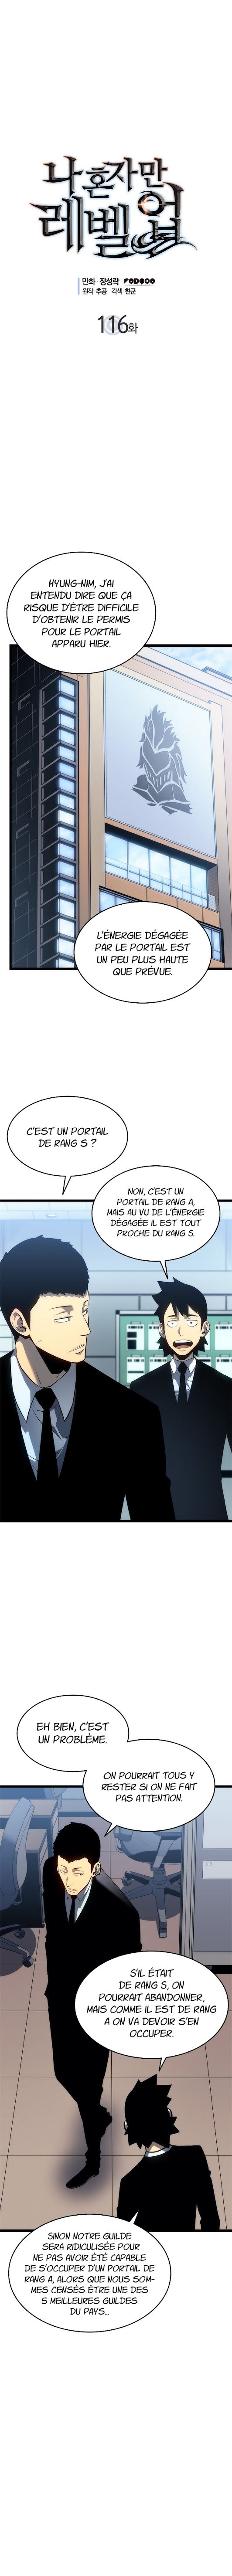 나 혼자만
레벨업
만화 장성락 REDICE
원작 추공 각색 현군
116화
HYUNG-NIM, J'AI
ENTENDU DIRE QUE ÇA
RISQUE D'ÊTRE DIFFICILE
D'OBTENIR LE PERMIS
POUR LE PORTAIL
APPARU HIER.
L'ÉNERGIE DÉGAGÉE
PAR LE PORTAIL EST
UN PEU PLUS HAUTE
QUE PRÉVUE.
C'EST UN PORTAIL
DE RANG S ?
NON, C'EST UN
PORTAIL DE RANG A,
MAIS AU VU DE L'ÉNERGIE
DÉGAGÉE IL EST TOUT
PROCHE DU RANG S.
EH BIEN, C'EST
UN PROBLÈME.
ON POURRAIT TOUS Y
RESTER SI ON NE FAIT
PAS ATTENTION.
S'IL ÉTAIT
DE RANG S, ON
POURRAIT ABANDONNER,
MAIS COMME IL EST DE RANG
A ON VA DEVOIR S'EN
OCCUPER.
SINON NOTRE GUILDE
SERA RIDICULISÉE POUR
NE PAS AVOIR ÉTÉ CAPABLE
DE S'OCCUPER D'UN PORTAIL DE
RANG A, ALORS QUE NOUS SOM-
MES CENSÉS ÊTRE UNE DES
5 MEILLEURES GUILDES
DU PAYS...